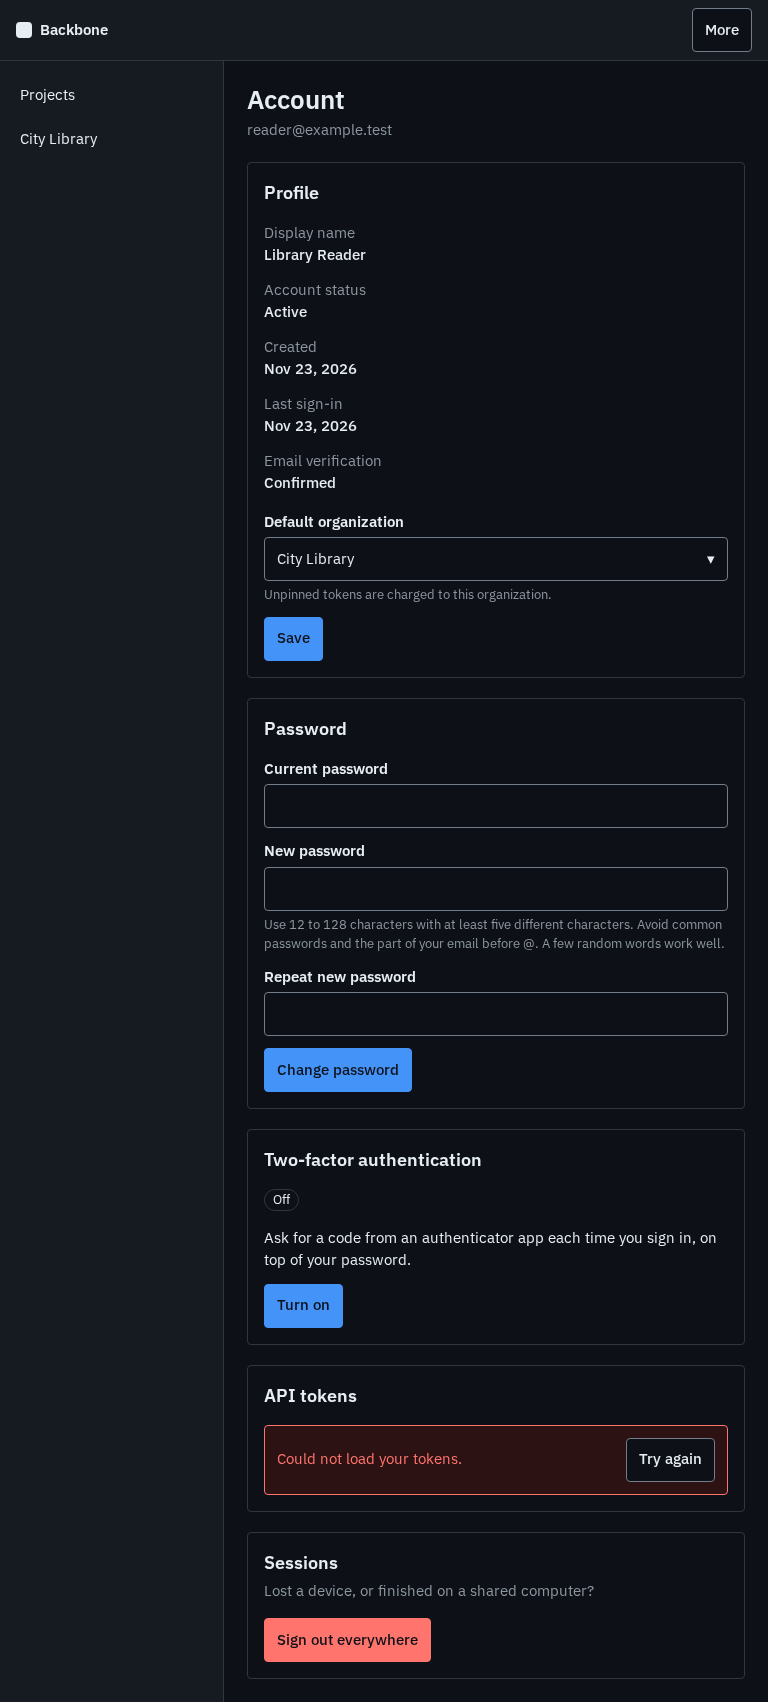 Backbone
More
Projects
City Library
Account
reader@example.test
Profile
Display name
Library Reader
Account status
Active
Created
Nov 23, 2026
Last sign-in
Nov 23, 2026
Email verification
Confirmed
Default organization
City Library ▾
Unpinned tokens are charged to this organization.
Save
Password
Current password
New password
Use 12 to 128 characters with at least five different characters. Avoid common
passwords and the part of your email before @. A few random words work well.
Repeat new password
Change password
Two-factor authentication
Off
Ask for a code from an authenticator app each time you sign in, on
top of your password.
Turn on
API tokens
Could not load your tokens.
Try again
Sessions
Lost a device, or finished on a shared computer?
Sign out everywhere